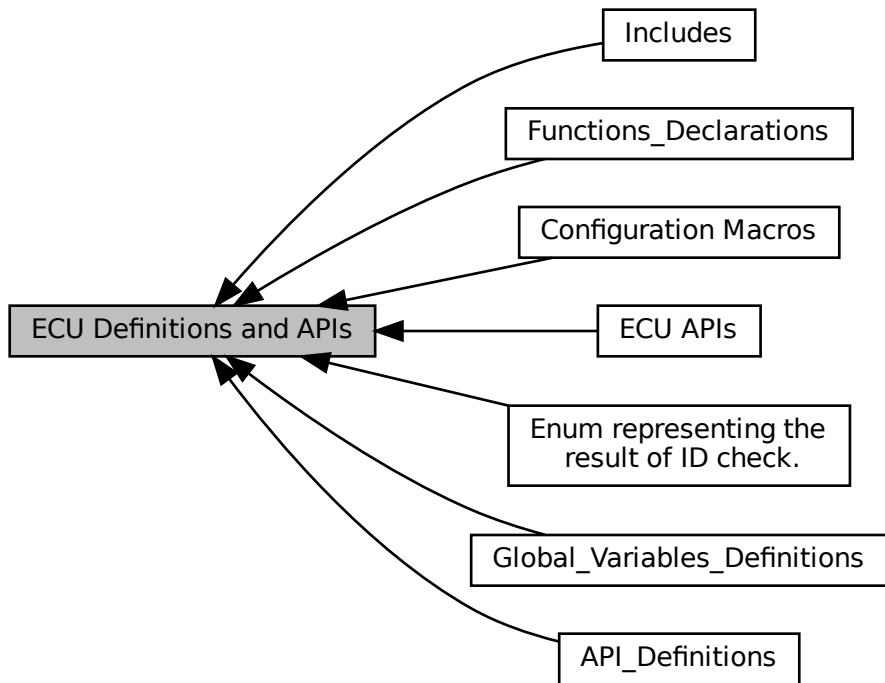 Includes
Functions_Declarations
Configuration Macros
ECU Definitions and APIs
ECU APIs
Enum representing the
result of ID check.
Global_Variables_Definitions
API_Definitions